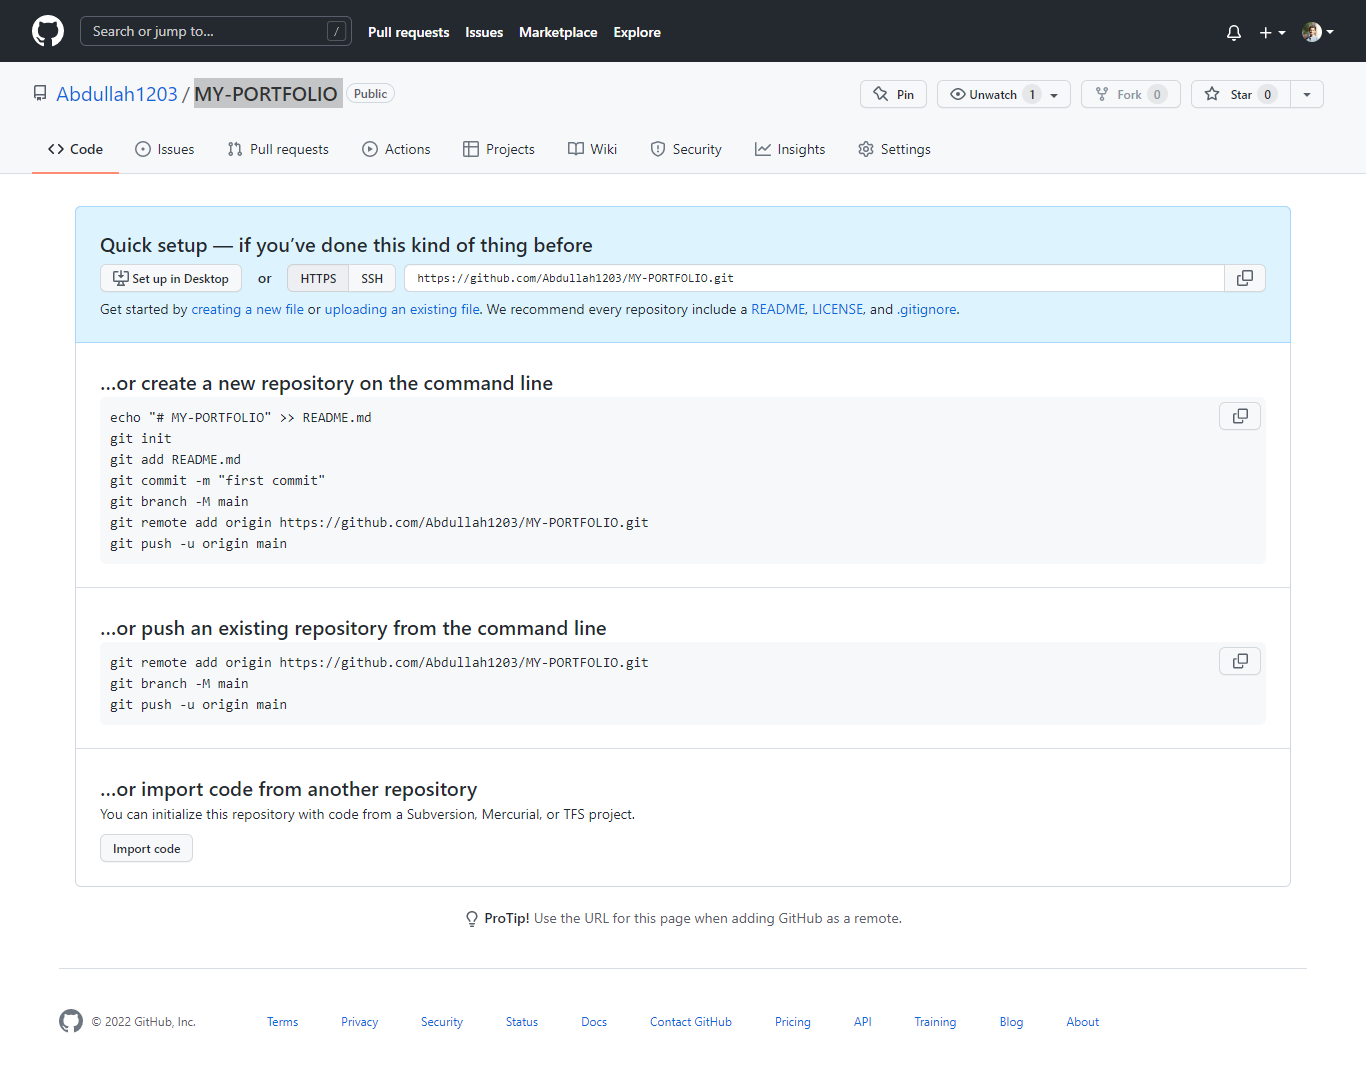 Search or jump to... /
Pull requests Issues Marketplace Explore
Abdullah1203 / MY-PORTFOLIO Public
Pin Unwatch 1 Fork 0 Star 0
Code Issues Pull requests Actions Projects Wiki Security Insights Settings
Quick setup — if you’ve done this kind of thing before
Set up in Desktop or HTTPS SSH https://github.com/Abdullah1203/MY-PORTFOLIO.git
Get started by creating a new file or uploading an existing file. We recommend every repository include a README, LICENSE, and .gitignore.
…or create a new repository on the command line
echo "# MY-PORTFOLIO" >> README.md
git init
git add README.md
git commit -m "first commit"
git branch -M main
git remote add origin https://github.com/Abdullah1203/MY-PORTFOLIO.git
git push -u origin main
…or push an existing repository from the command line
git remote add origin https://github.com/Abdullah1203/MY-PORTFOLIO.git
git branch -M main
git push -u origin main
…or import code from another repository
You can initialize this repository with code from a Subversion, Mercurial, or TFS project.
Import code
ProTip! Use the URL for this page when adding GitHub as a remote.
© 2022 GitHub, Inc. Terms Privacy Security Status Docs Contact GitHub Pricing API Training Blog About